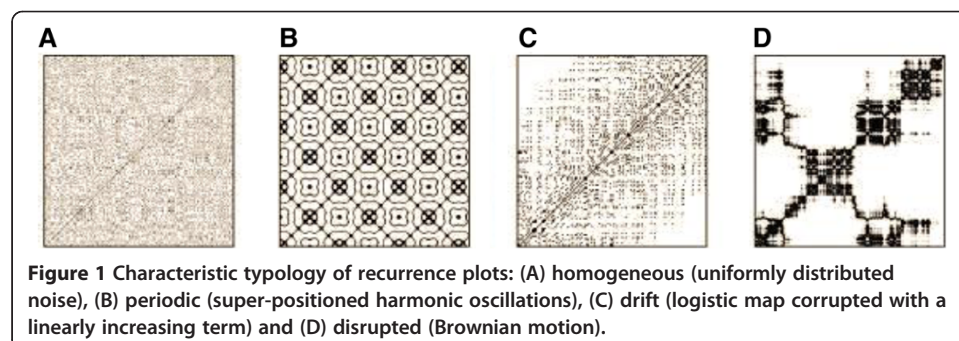 A B C D
Figure 1 Characteristic typology of recurrence plots: (A) homogeneous (uniformly distributed
noise), (B) periodic (super-positioned harmonic oscillations), (C) drift (logistic map corrupted with a
linearly increasing term) and (D) disrupted (Brownian motion).